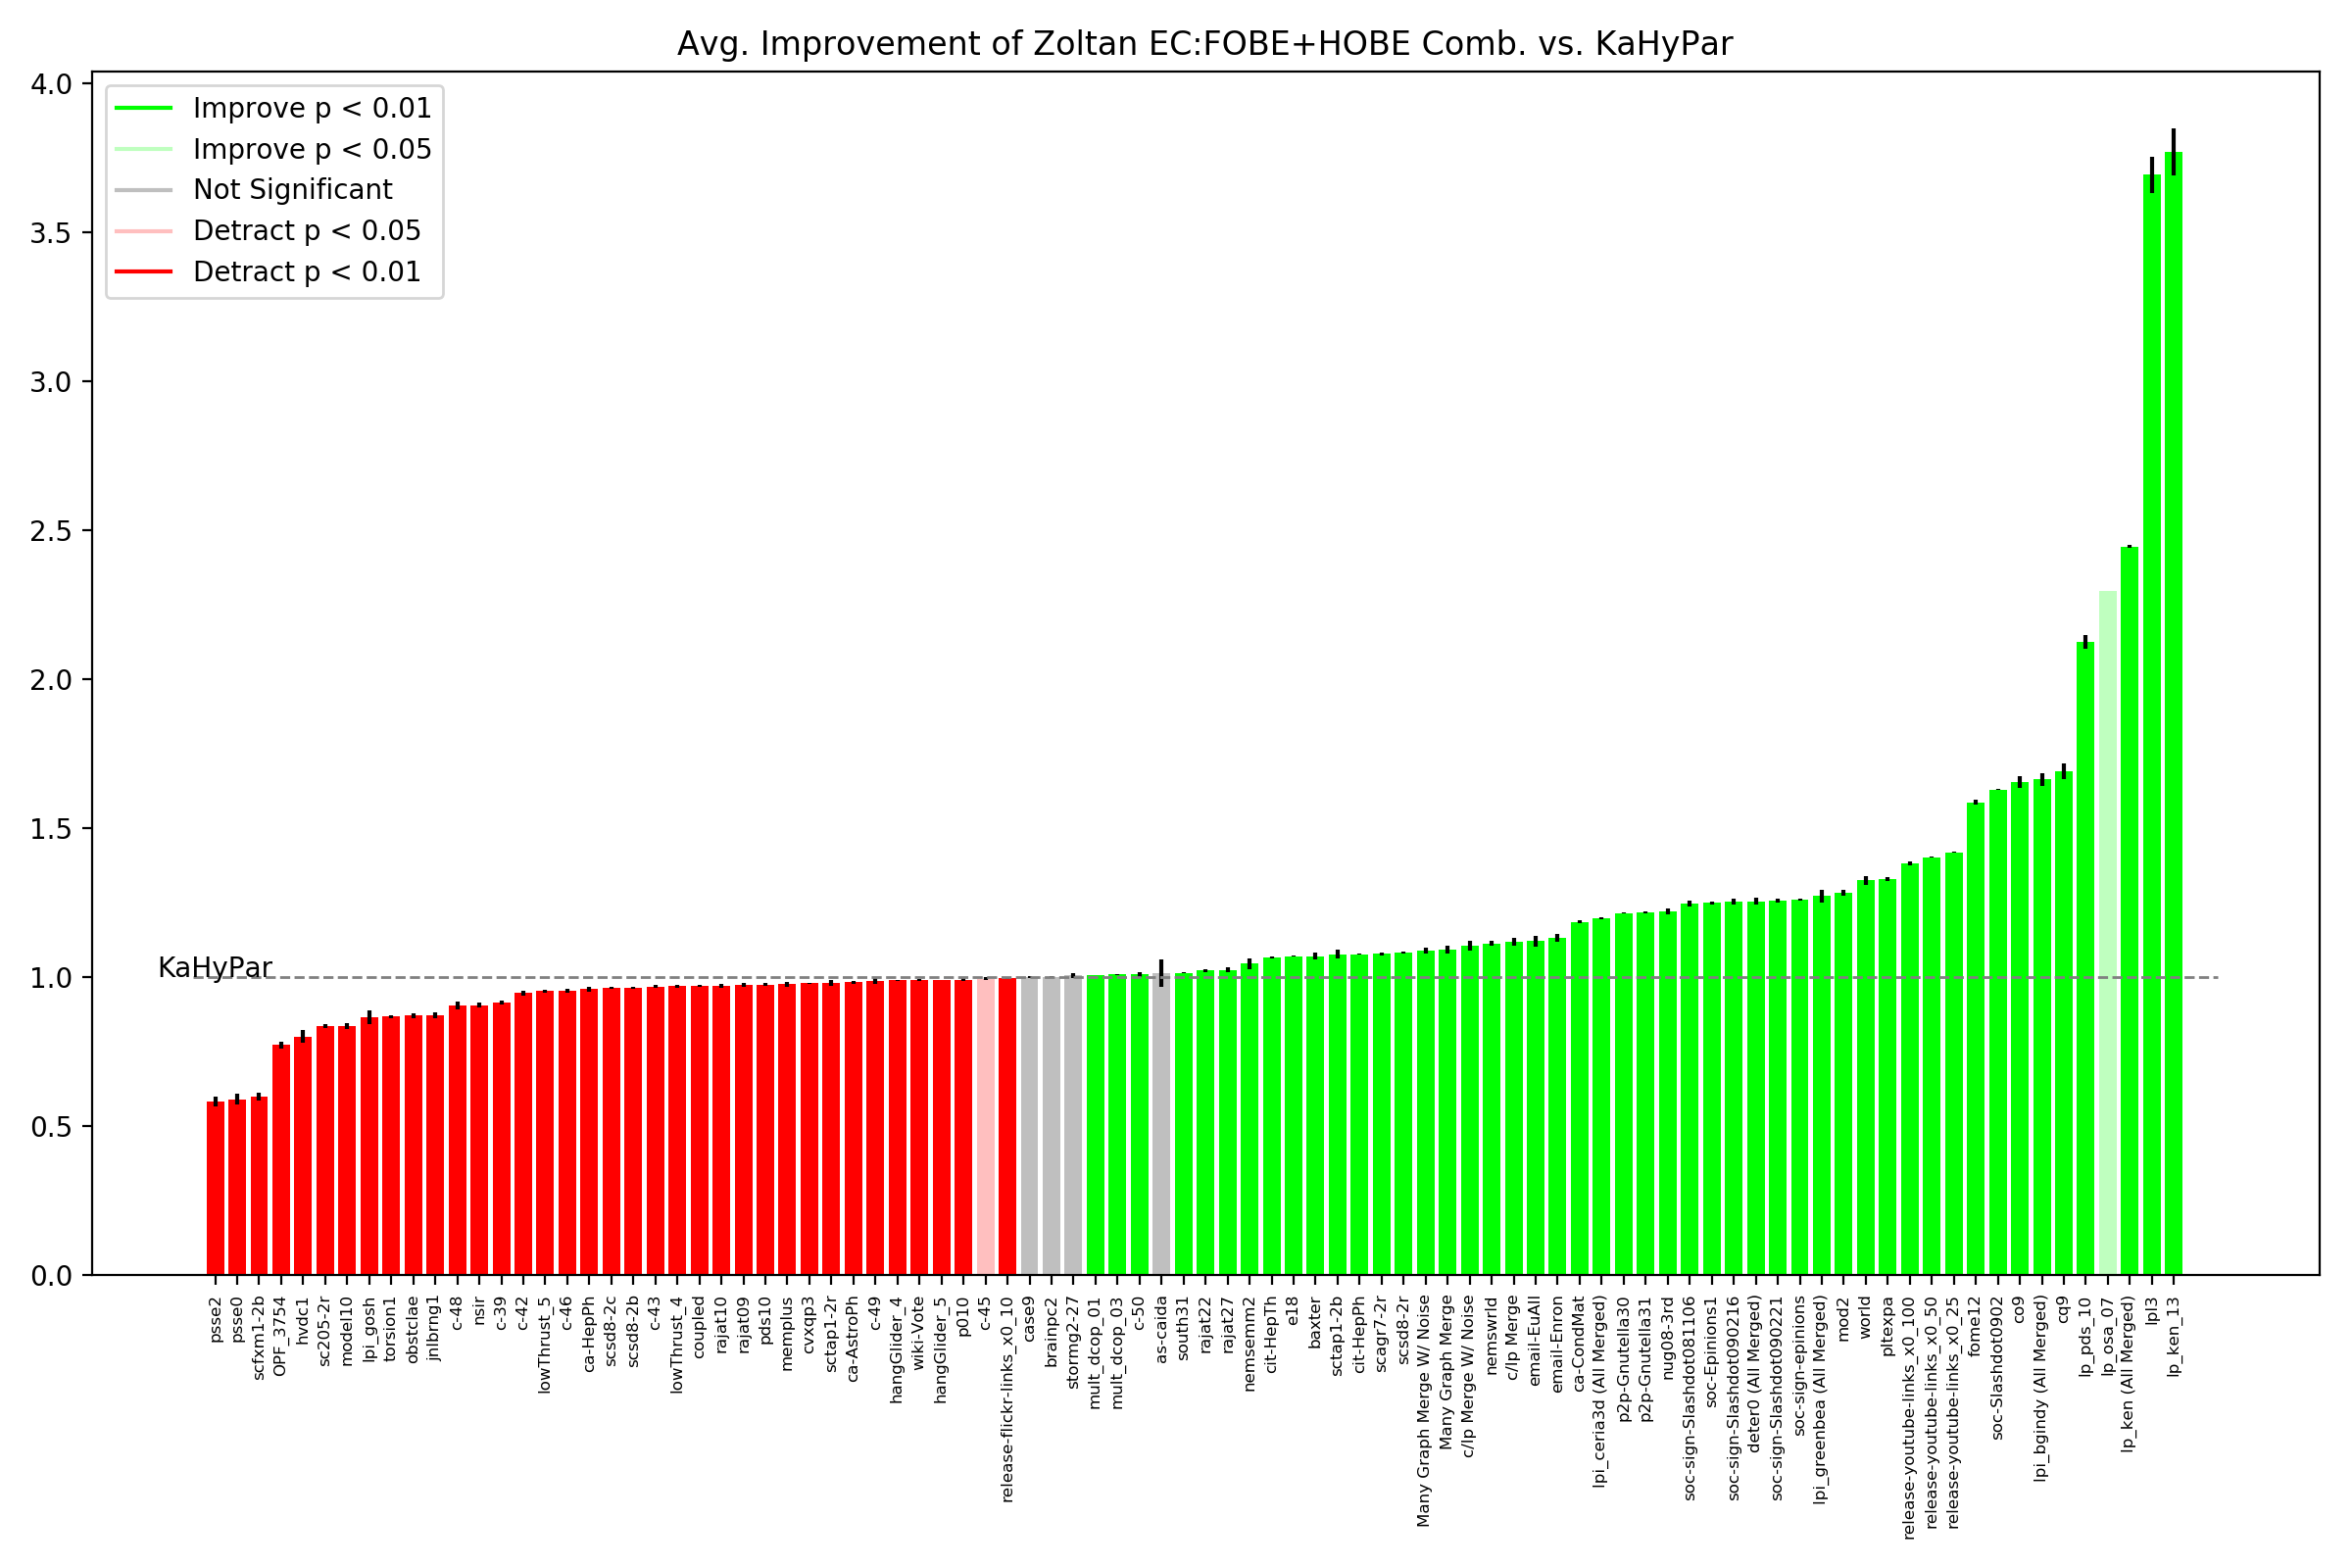 Avg. Improvement of Zoltan EC:FOBE+HOBE Comb. vs. KaHyPar
4.0
3.5
3.0
2.5
2.0
1.5
1.0
0.5
0.0
Improve p < 0.01
Improve p < 0.05
Not Significant
Detract p < 0.05
Detract p < 0.01
KaHyPar
psse2
psse0
scfxm1-2b
OPF_3754
hvdc1
sc205-2r
model10
lpi_gosh
torsion1
obstclae
jnlbrng1
c-48
nsir
c-39
c-42
lowThrust_5
c-46
ca-HepPh
scsd8-2c
scsd8-2b
c-43
lowThrust_4
coupled
rajat10
rajat09
pds10
memplus
cvxqp3
sctap1-2r
ca-AstroPh
c-49
hangGlider_4
wiki-Vote
hangGlider_5
p010
c-45
release-flickr-links_x0_10
case9
brainpc2
stormg2-27
mult_dcop_01
mult_dcop_03
c-50
as-caida
south31
rajat22
rajat27
nemsemm2
cit-HepTh
e18
baxter
sctap1-2b
cit-HepPh
scagr7-2r
scsd8-2r
Many Graph Merge W/ Noise
Many Graph Merge
c/lp Merge W/ Noise
nemswrld
c/lp Merge
email-EuAll
email-Enron
ca-CondMat
lpi_ceria3d (All Merged)
p2p-Gnutella30
p2p-Gnutella31
nug08-3rd
soc-sign-Slashdot081106
soc-Epinions1
soc-sign-Slashdot090216
deter0 (All Merged)
soc-sign-Slashdot090221
soc-sign-epinions
lpi_greenbea (All Merged)
mod2
world
pltexpa
release-youtube-links_x0_100
release-youtube-links_x0_50
release-youtube-links_x0_25
fome12
soc-Slashdot0902
co9
lpi_bgindy (All Merged)
cq9
lp_pds_10
lp_osa_07
lp_ken (All Merged)
lpl3
lp_ken_13